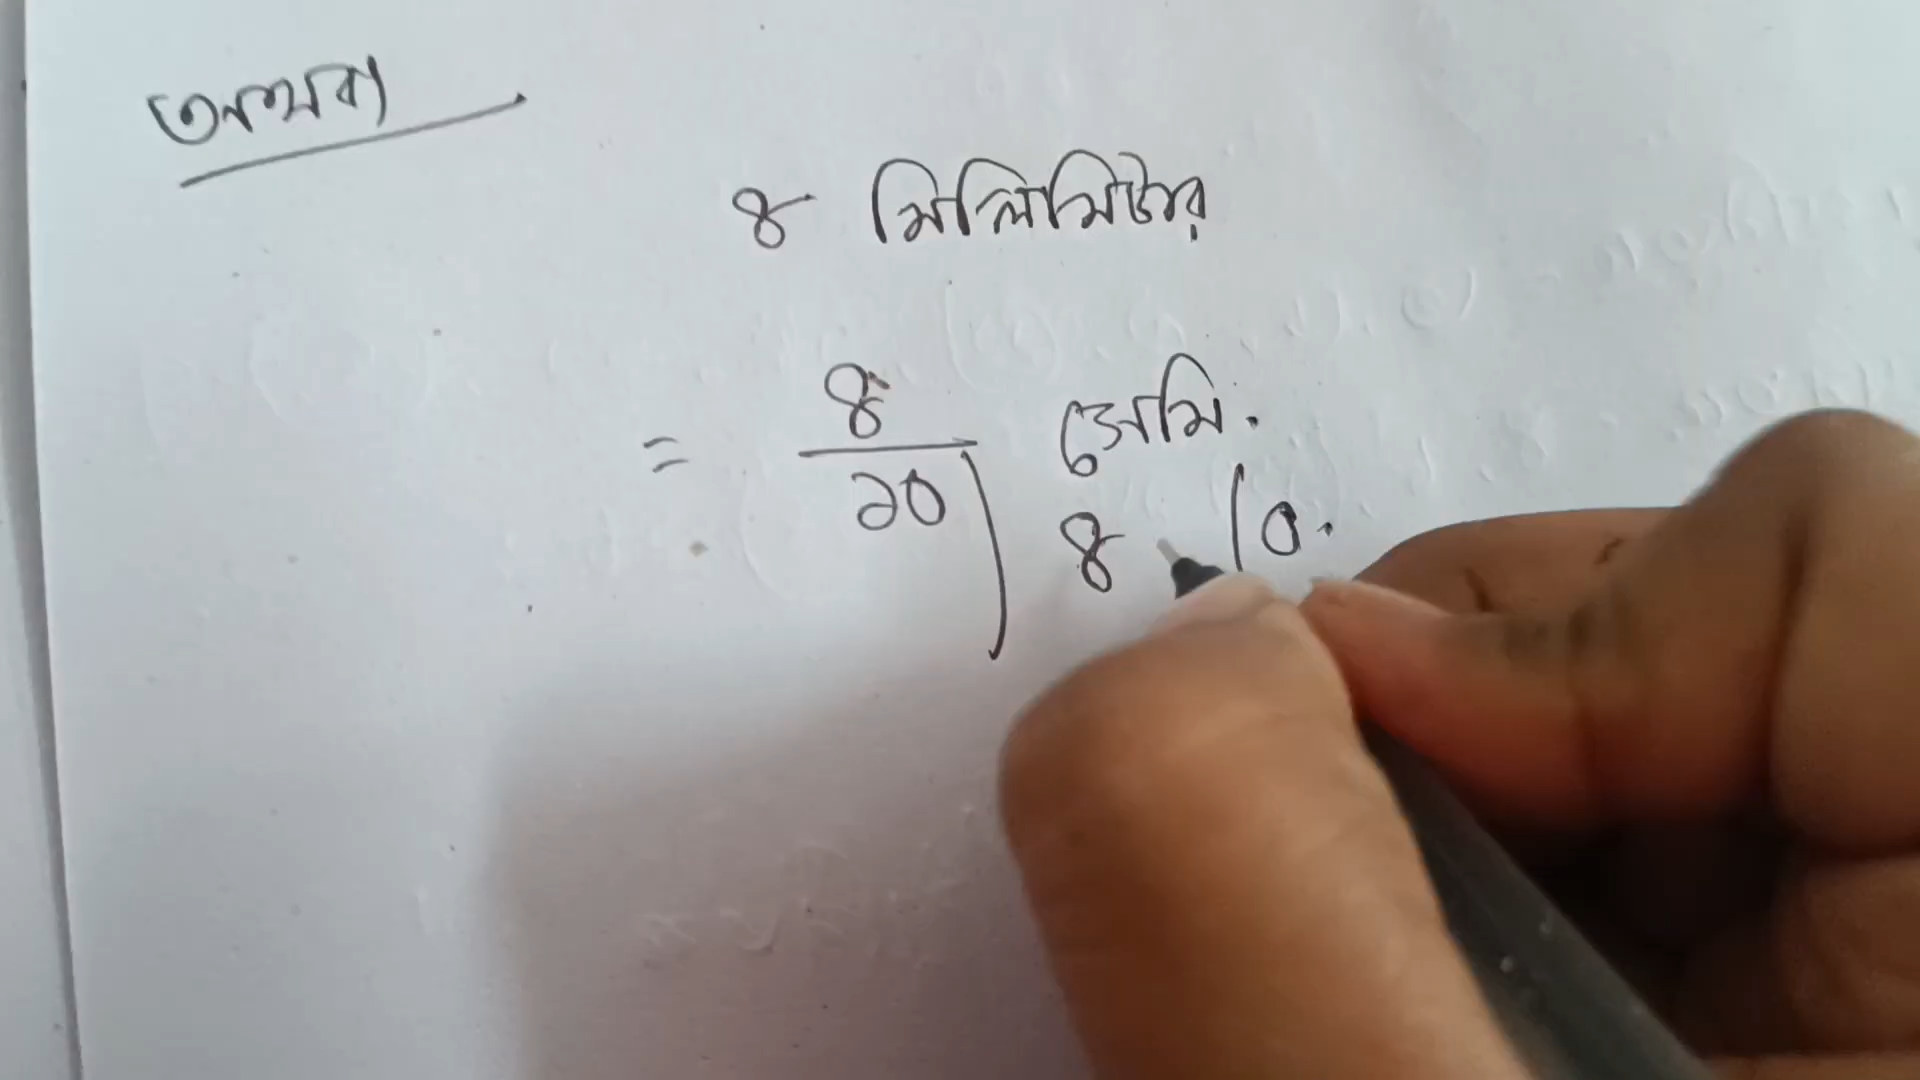 অথবা
৪ মিলিমিটার
= ৪/১০ সেমি.
) ৪ (০.